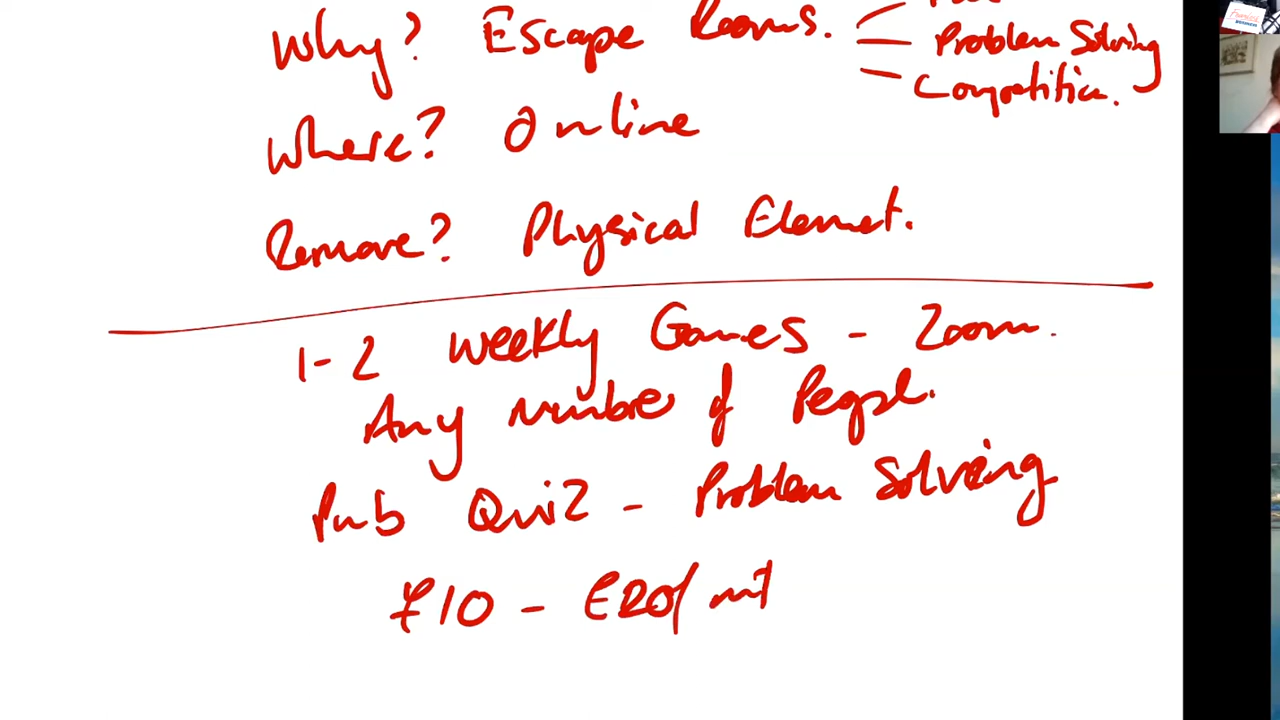 Why? Escape Rooms.
Problem Solving
Competition.
Where? Online
Remove? Physical Elemet.
1-2 Weekly Games - Zoom.
Any Number of People.
Pub Quiz - Problem Solving
£10 - £20/mt